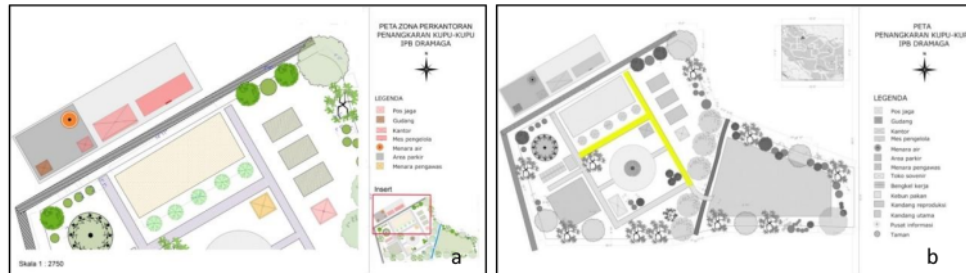 PETA ZONA PERKANTORAN
PENANGKARAN KUPU-KUPU
IPB DRAMAGA
LEGENDA
Pos jaga
Gudang
Kantor
Mes pengelola
Menara air
Area parkir
Menara pengawas
Insert
Skala 1 : 2750
a
PETA
PENANGKARAN KUPU-KUPU
IPB DRAMAGA
LEGENDA
Pos jaga
Gudang
Kantor
Mes pengelola
Menara air
Area parkir
Menara pengawas
Toko sovenir
Bengkel kerja
Kebun pakan
Kandang reproduksi
Kandang utama
Pusat informasi
Taman
b